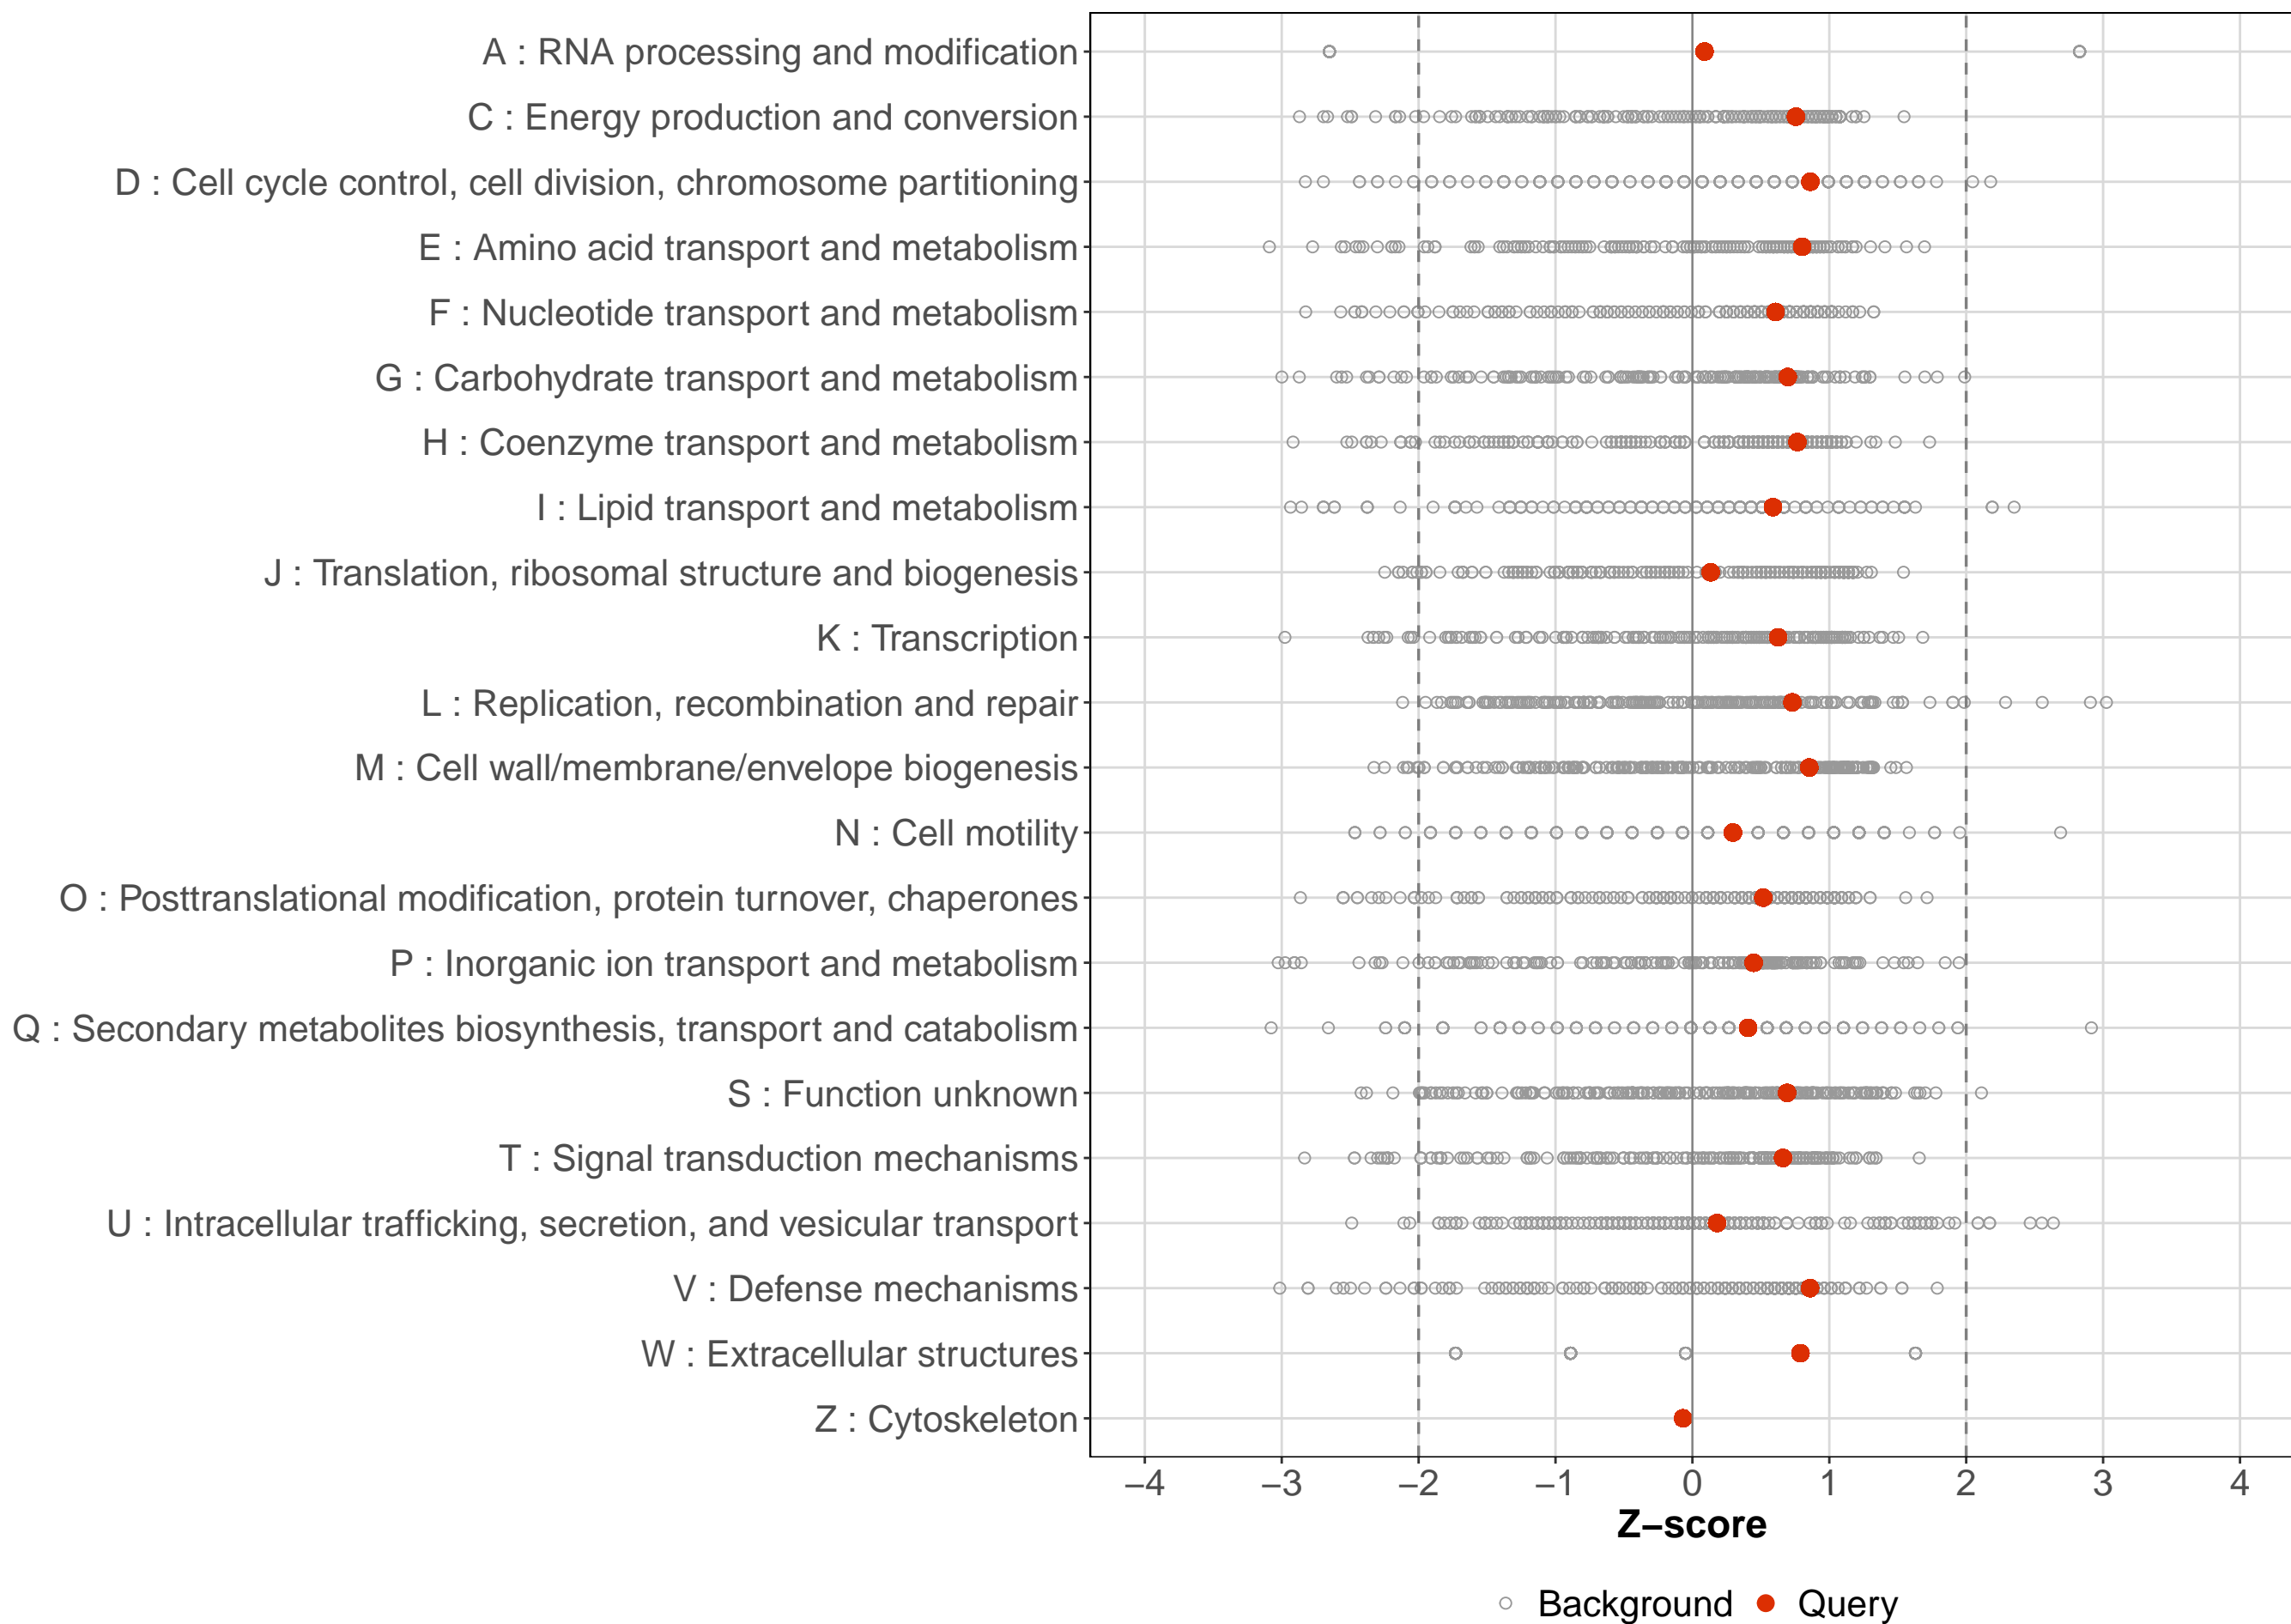 A : RNA processing and modification
C : Energy production and conversion
D : Cell cycle control, cell division, chromosome partitioning
E : Amino acid transport and metabolism
F : Nucleotide transport and metabolism
G : Carbohydrate transport and metabolism
H : Coenzyme transport and metabolism
I : Lipid transport and metabolism
J : Translation, ribosomal structure and biogenesis
K : Transcription
L : Replication, recombination and repair
M : Cell wall/membrane/envelope biogenesis
N : Cell motility
O : Posttranslational modification, protein turnover, chaperones
P : Inorganic ion transport and metabolism
Q : Secondary metabolites biosynthesis, transport and catabolism
S : Function unknown
T : Signal transduction mechanisms
U : Intracellular trafficking, secretion, and vesicular transport
V : Defense mechanisms
W : Extracellular structures
Z : Cytoskeleton
−4 −3 −2 −1 0 1 2 3 4
Z−score
Background Query